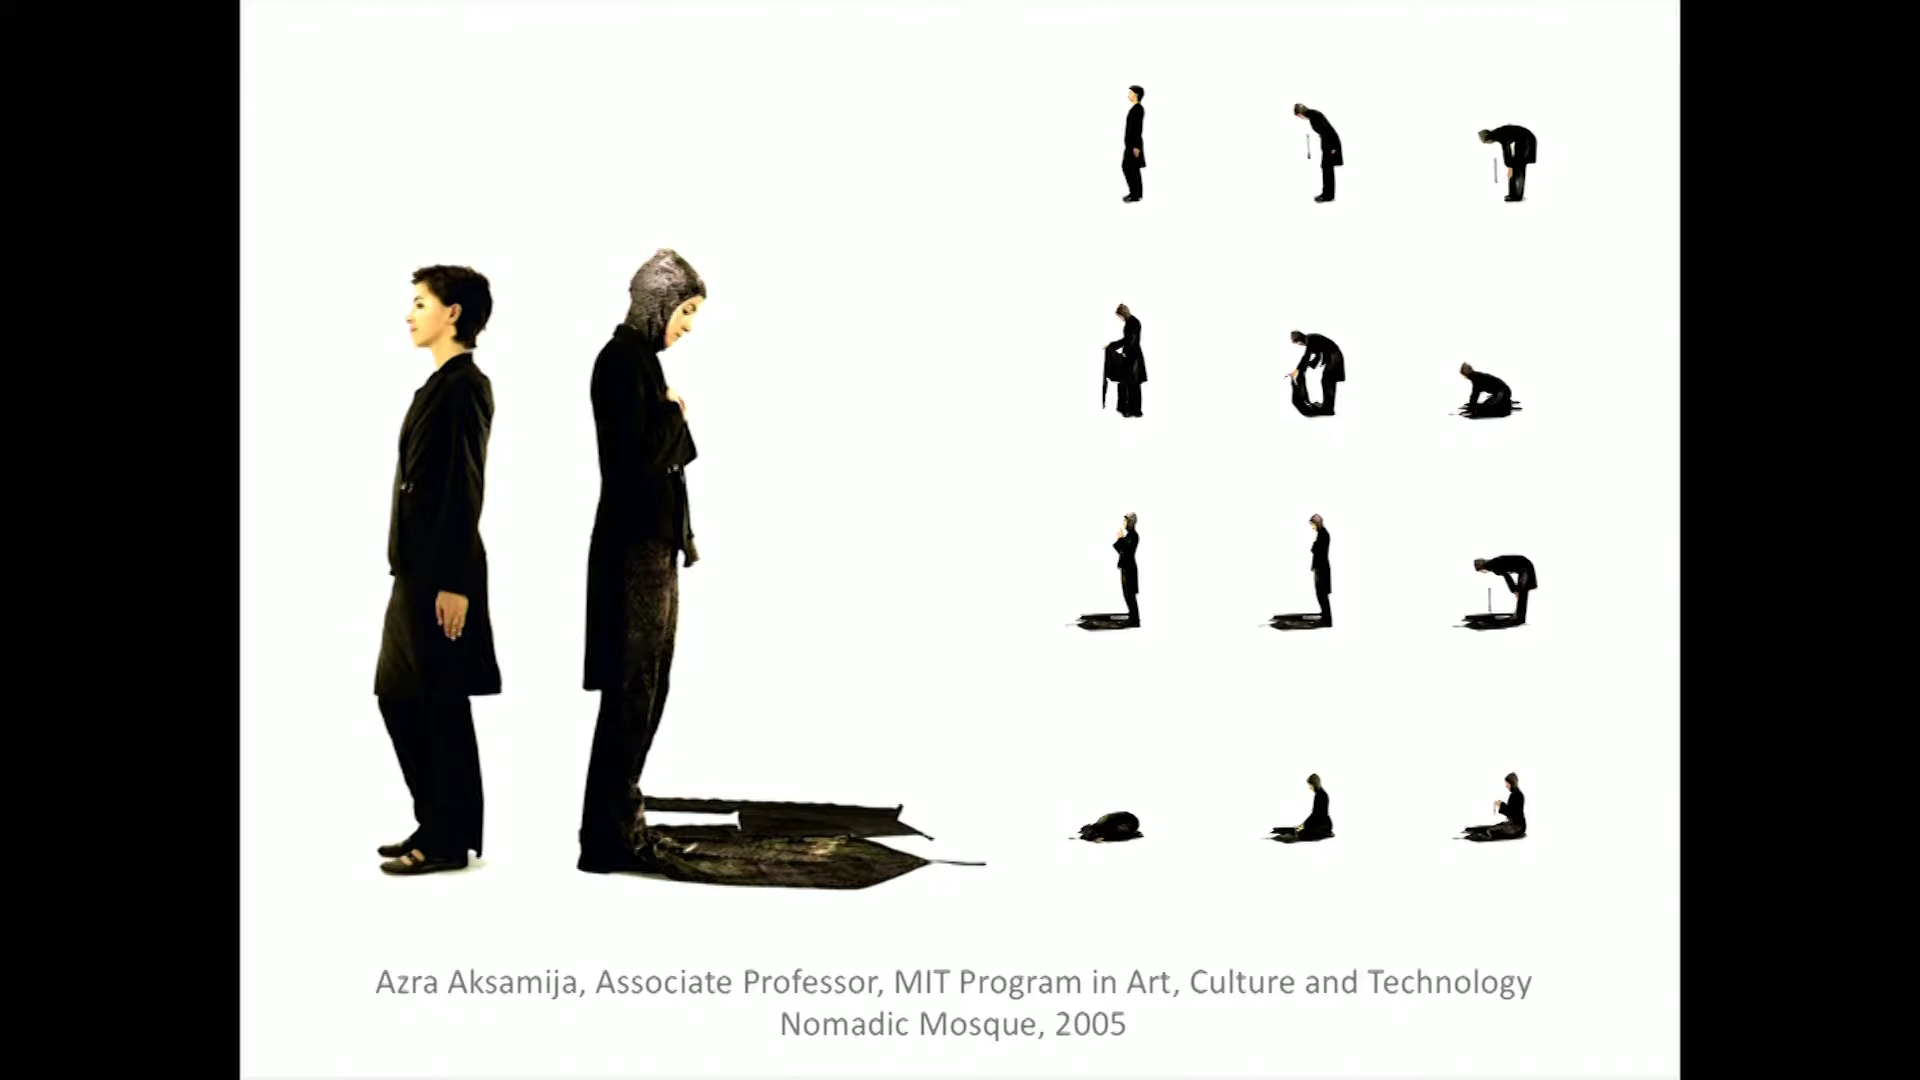 Azra Aksamija, Associate Professor, MIT Program in Art, Culture and Technology
Nomadic Mosque, 2005